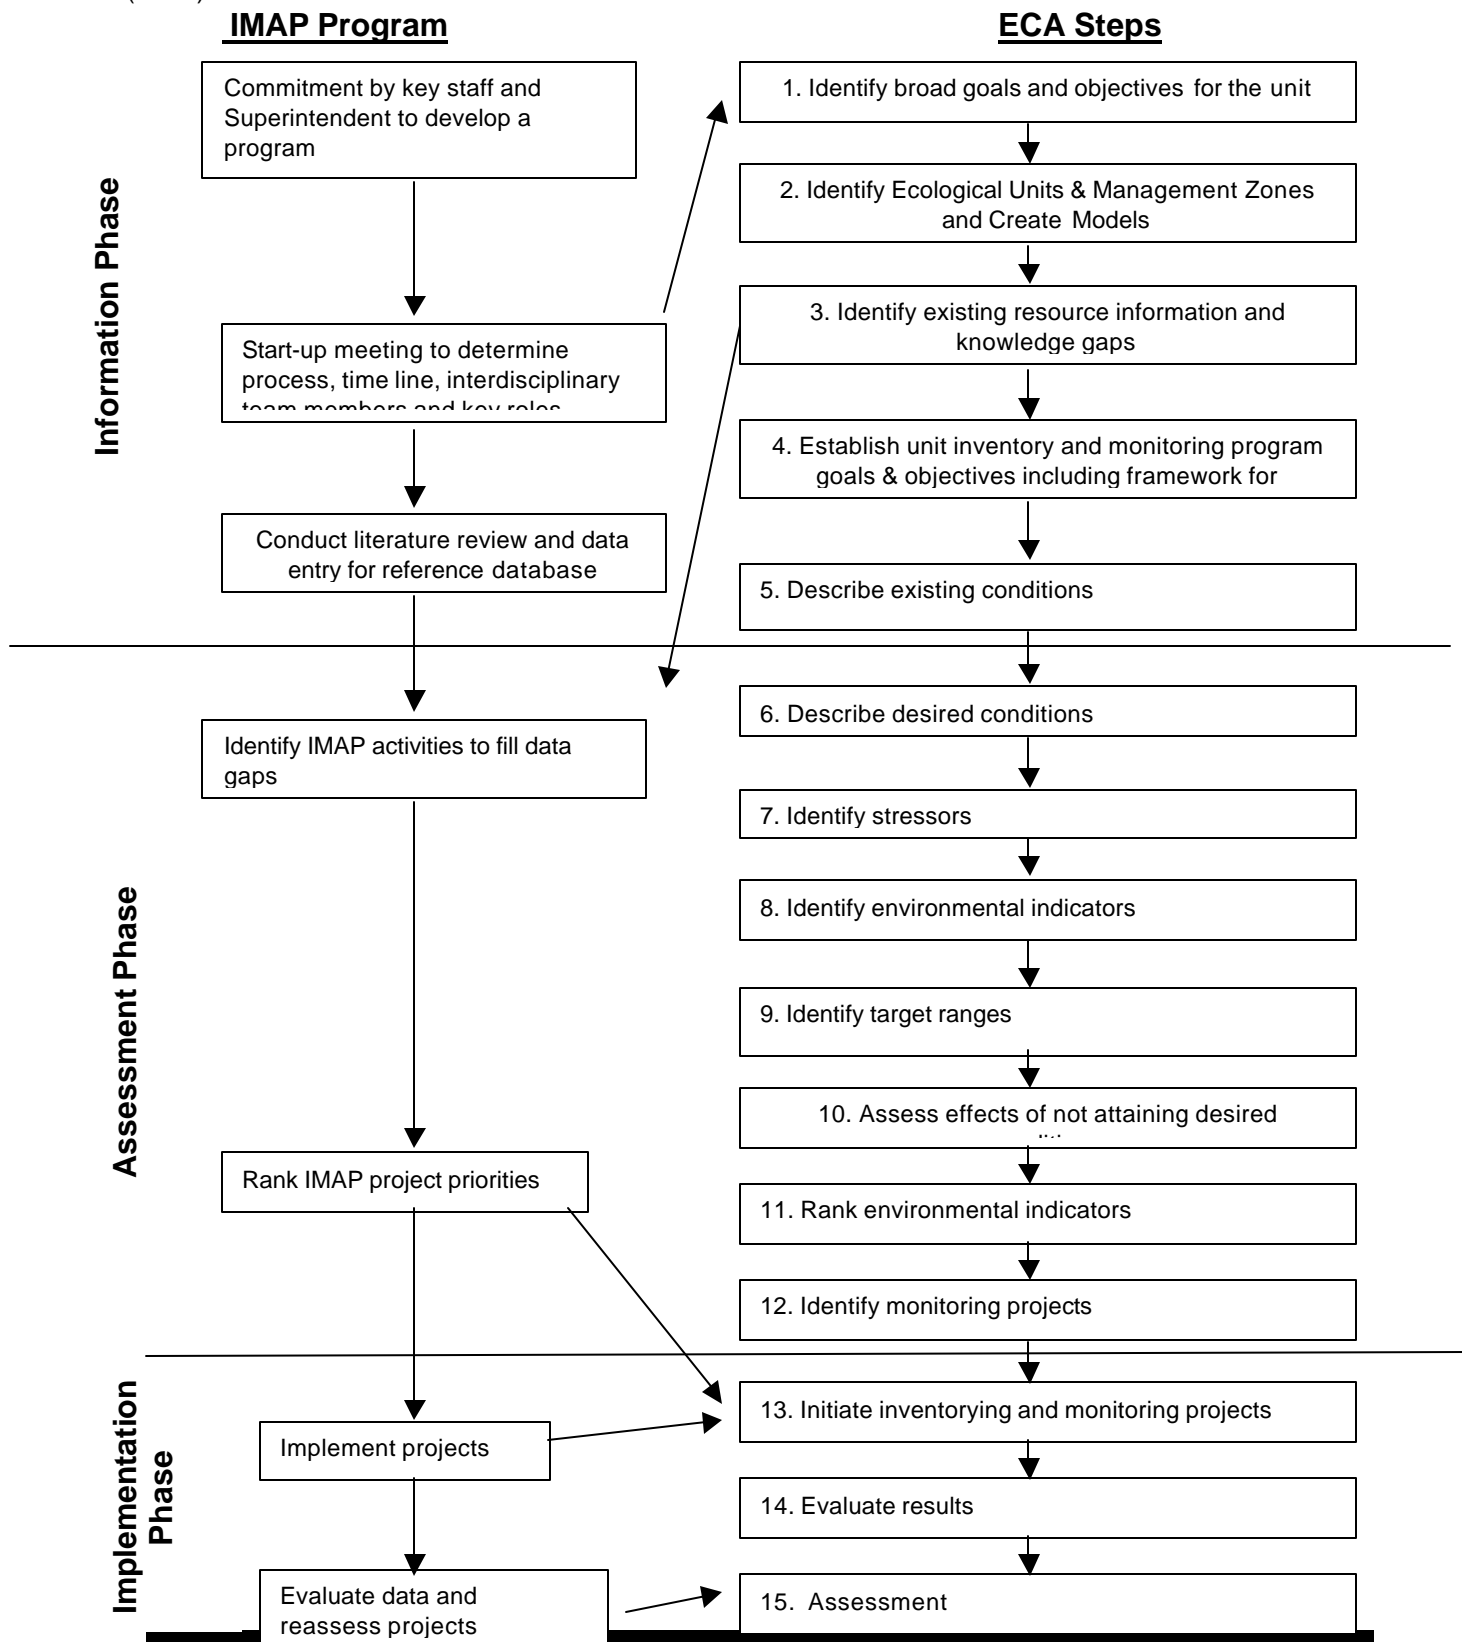 IMAP Program
ECA Steps
Information Phase
Commitment by key staff and
Superintendent to develop a
program
Start-up meeting to determine
process, time line, interdisciplinary
team members and key roles
Conduct literature review and data
entry for reference database
1. Identify broad goals and objectives for the unit
2. Identify Ecological Units & Management Zones
and Create Models
3. Identify existing resource information and
knowledge gaps
4. Establish unit inventory and monitoring program
goals & objectives including framework for
5. Describe existing conditions
Assessment Phase
Identify IMAP activities to fill data
gaps
Rank IMAP project priorities
6. Describe desired conditions
7. Identify stressors
8. Identify environmental indicators
9. Identify target ranges
10. Assess effects of not attaining desired
11. Rank environmental indicators
12. Identify monitoring projects
Implementation
Phase
Implement projects
Evaluate data and
reassess projects
13. Initiate inventorying and monitoring projects
14. Evaluate results
15. Assessment